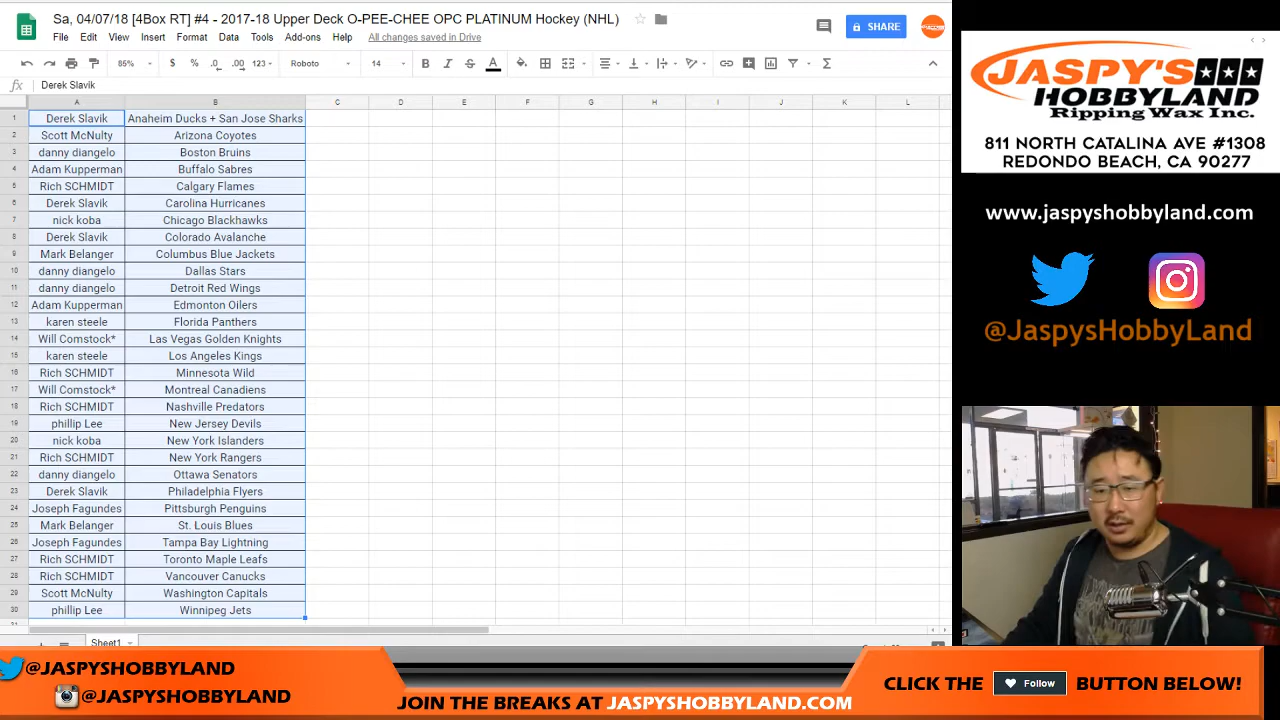 Sa, 04/07/18 [4Box RT] #4 - 2017-18 Upper Deck O-PEE-CHEE OPC PLATINUM Hockey (NHL)
SHARE
File Edit View Insert Format Data Tools Add-ons Help All changes saved in Drive
85% $ % .0 .00 123 Roboto 14 B I S A
fx Derek Slavik
A B C D E F G H I J K L
1 Derek Slavik Anaheim Ducks + San Jose Sharks
2 Scott McNulty Arizona Coyotes
3 danny diangelo Boston Bruins
4 Adam Kupperman Buffalo Sabres
5 Rich SCHMIDT Calgary Flames
6 Derek Slavik Carolina Hurricanes
7 nick koba Chicago Blackhawks
8 Derek Slavik Colorado Avalanche
9 Mark Belanger Columbus Blue Jackets
10 danny diangelo Dallas Stars
11 danny diangelo Detroit Red Wings
12 Adam Kupperman Edmonton Oilers
13 karen steele Florida Panthers
14 Will Comstock* Las Vegas Golden Knights
15 karen steele Los Angeles Kings
16 Rich SCHMIDT Minnesota Wild
17 Will Comstock* Montreal Canadiens
18 Rich SCHMIDT Nashville Predators
19 phillip Lee New Jersey Devils
20 nick koba New York Islanders
21 Rich SCHMIDT New York Rangers
22 danny diangelo Ottawa Senators
23 Derek Slavik Philadelphia Flyers
24 Joseph Fagundes Pittsburgh Penguins
25 Mark Belanger St. Louis Blues
26 Joseph Fagundes Tampa Bay Lightning
27 Rich SCHMIDT Toronto Maple Leafs
28 Rich SCHMIDT Vancouver Canucks
29 Scott McNulty Washington Capitals
30 phillip Lee Winnipeg Jets
Sheet1
JASPY'S
HOBBYLAND
Ripping Wax Inc.
811 NORTH CATALINA AVE #1308
REDONDO BEACH, CA 90277
www.jaspyshobbyland.com
@JaspysHobbyLand
@JASPYSHOBBYLAND
@JASPYSHOBBYLAND
JOIN THE BREAKS AT JASPYSHOBBYLAND.COM
CLICK THE Follow BUTTON BELOW!